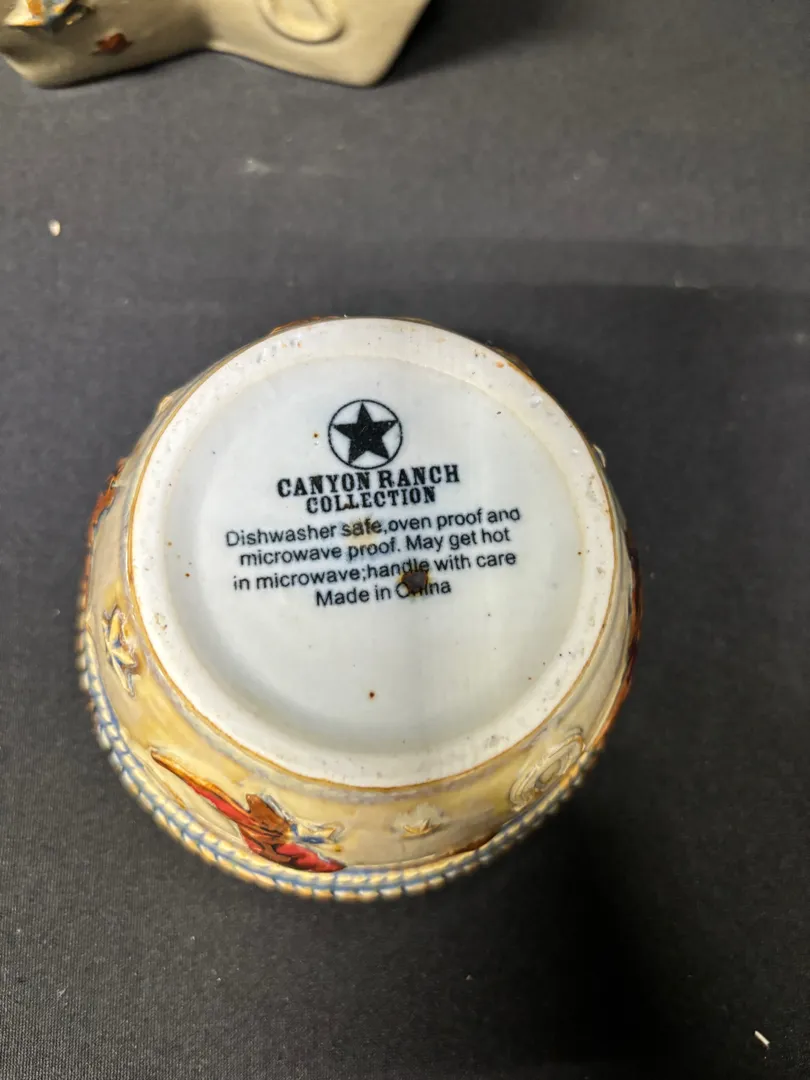 CANYON RANCH
COLLECTION
Dishwasher safe,oven proof and
microwave proof. May get hot
in microwave;handle with care
Made in China